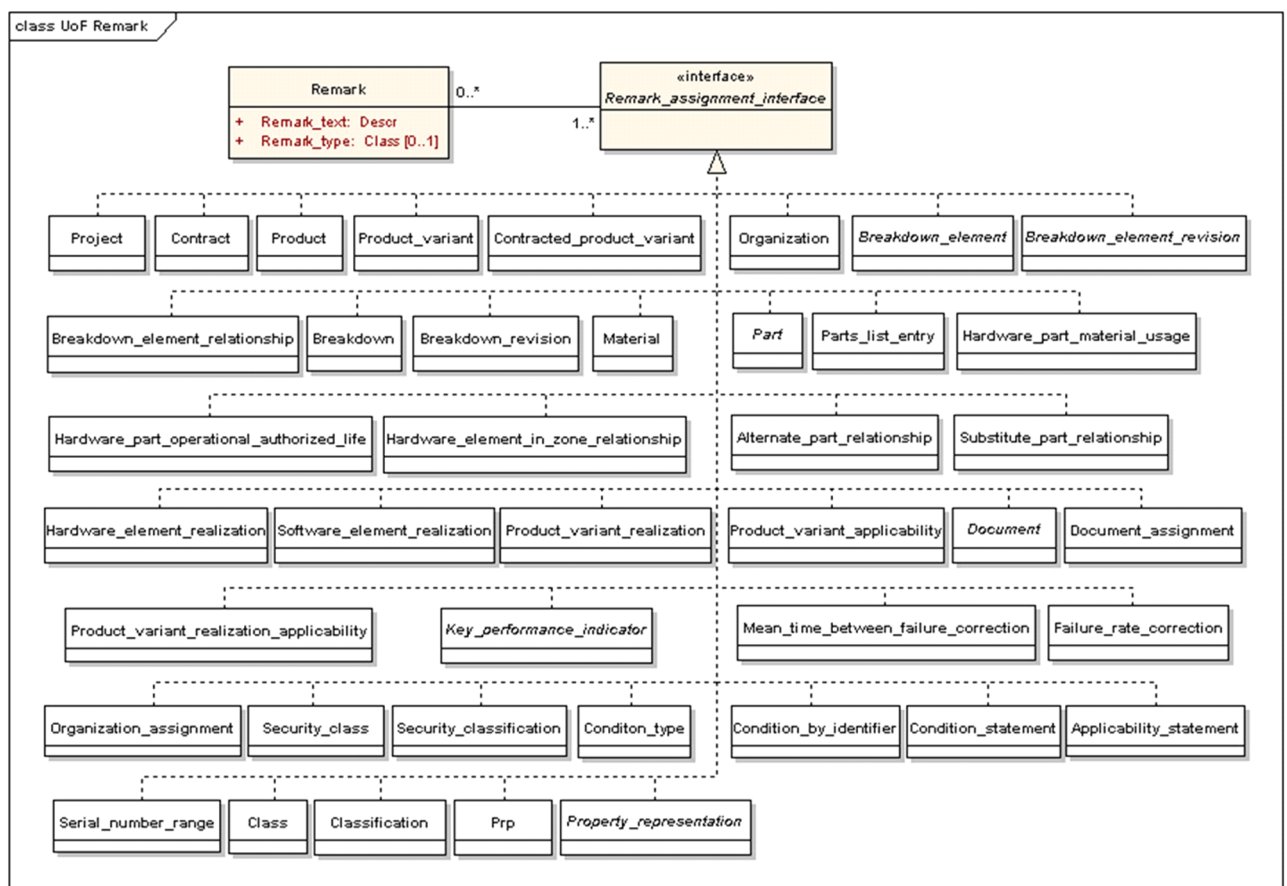 class UoF Remark
Remark
0..*
«interface»
Remark_assignment_interface
+ Remark_text: Descr
+ Remark_type: Class [0..1]
1..*
Project
Contract
Product
Product_variant
Contracted_product_variant
Organization
Breakdown_element
Breakdown_element_revision
Breakdown_element_relationship
Breakdown
Breakdown_revision
Material
Part
Parts_list_entry
Hardware_part_material_usage
Hardware_part_operational_authorized_life
Hardware_element_in_zone_relationship
Alternate_part_relationship
Substitute_part_relationship
Hardware_element_realization
Software_element_realization
Product_variant_realization
Product_variant_applicability
Document
Document_assignment
Product_variant_realization_applicability
Key_performance_indicator
Mean_time_between_failure_correction
Failure_rate_correction
Organization_assignment
Security_class
Security_classification
Conditon_type
Condition_by_identifier
Condition_statement
Applicability_statement
Serial_number_range
Class
Classification
Prp
Property_representation